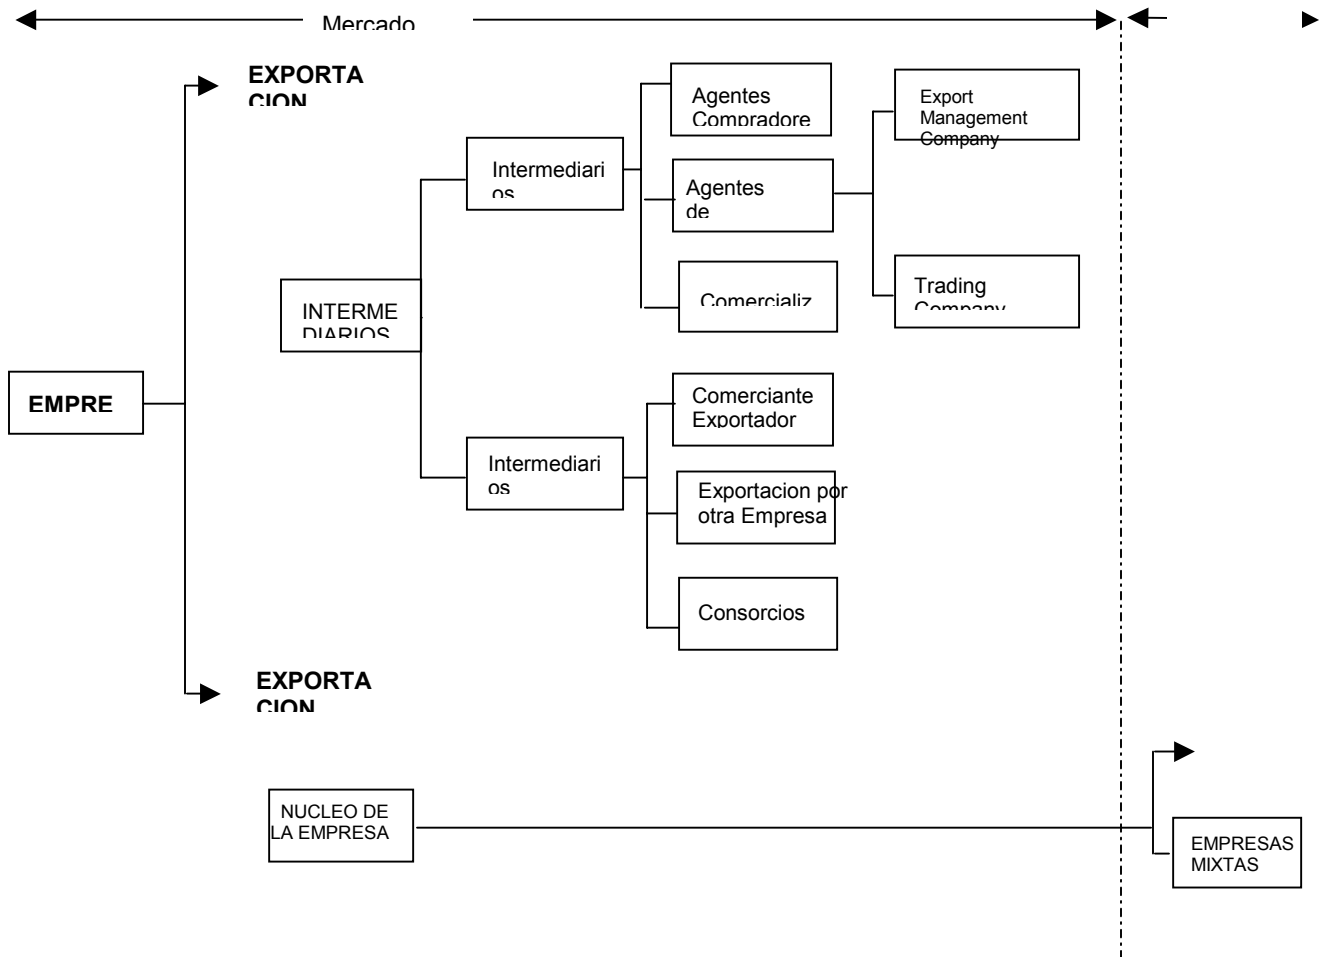 Mercado
EXPORTA
CION
Agentes
Compradore
Export
Management
Company
Intermediari
os
Agentes
de
Trading
Company
Comercializ
INTERME
DIARIOS
EMPRE
Comerciante
Exportador
Intermediari
os
Exportacion por
otra Empresa
Consorcios
EXPORTA
CION
NUCLEO DE
LA EMPRESA
EMPRESAS
MIXTAS